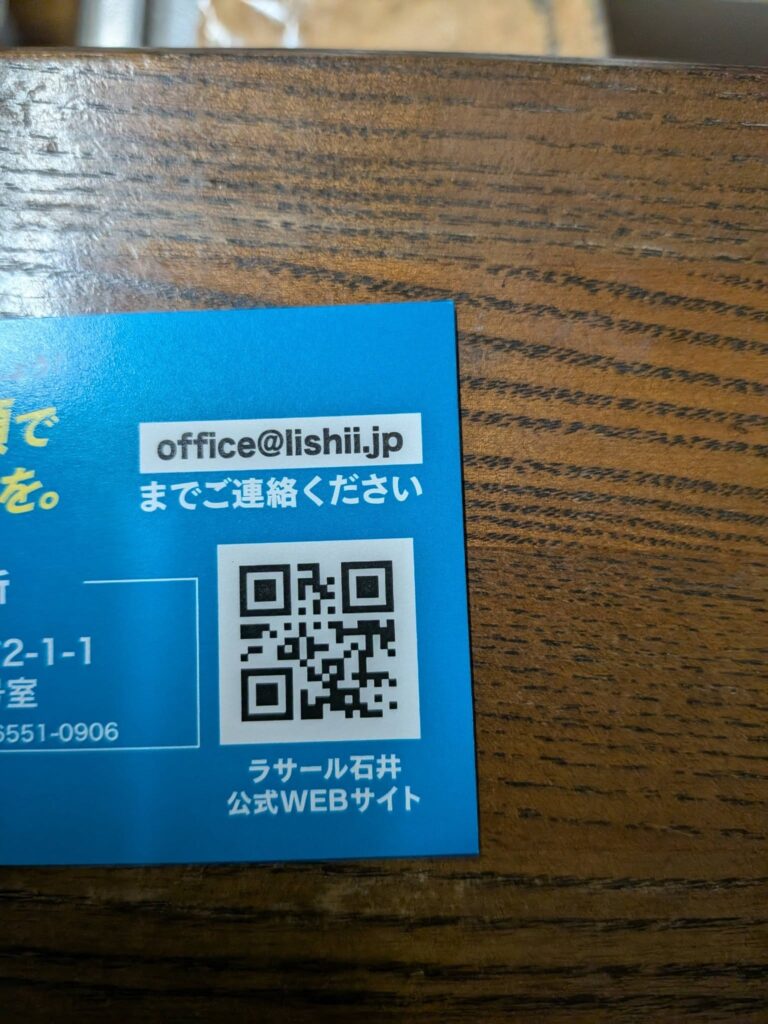 で
を。
office@lishii.jp
までご連絡ください
2-1-1
室
6551-0906
ラサール石井
公式WEBサイト